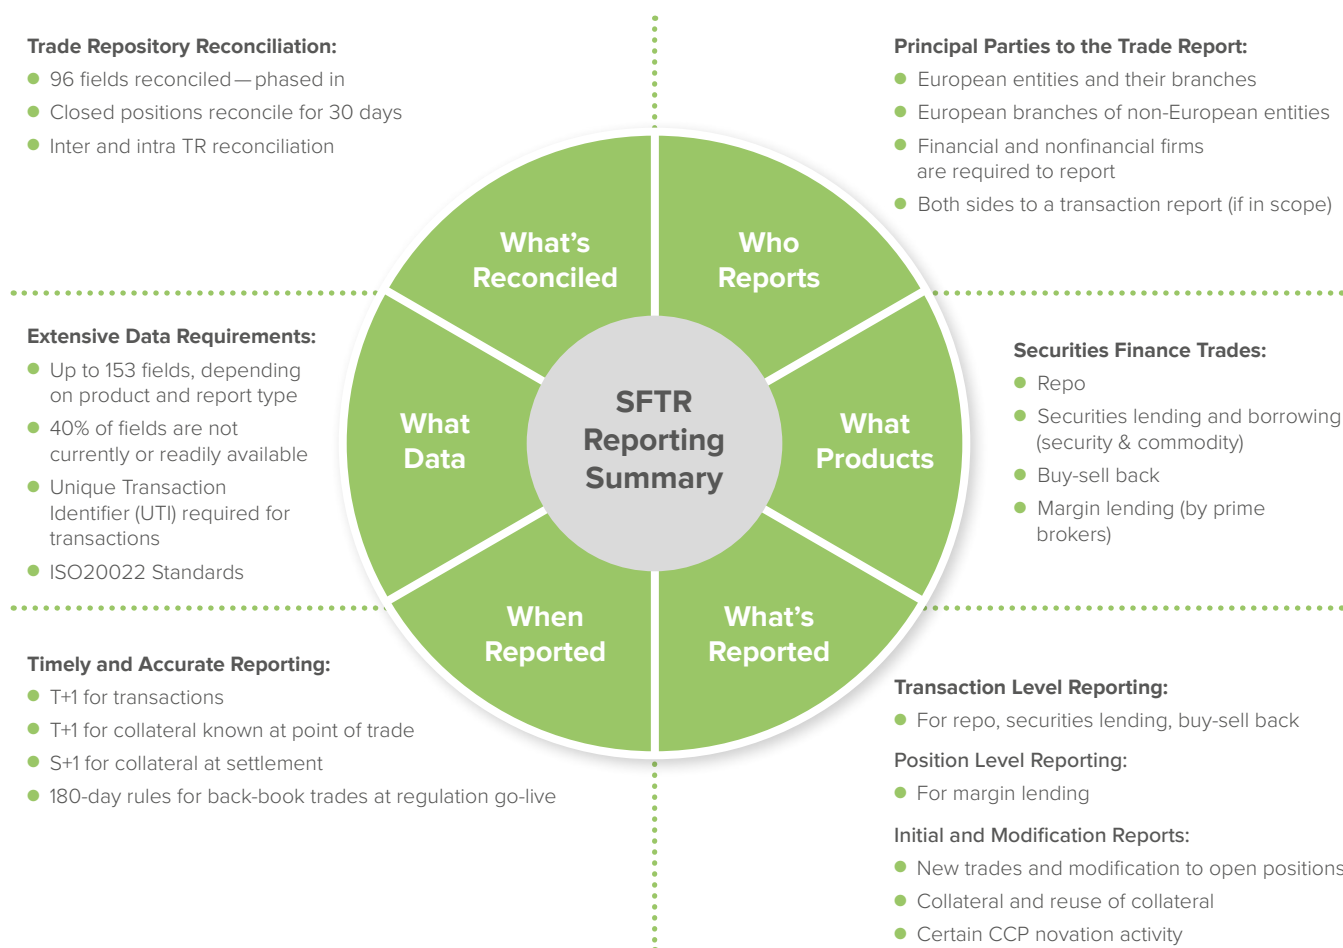 Trade Repository Reconciliation:
96 fields reconciled — phased in
Closed positions reconcile for 30 days
Inter and intra TR reconciliation
Principal Parties to the Trade Report:
European entities and their branches
European branches of non-European entities
Financial and nonfinancial firms
are required to report
Both sides to a transaction report (if in scope)
What’s
Reconciled
Who
Reports
Extensive Data Requirements:
Up to 153 fields, depending
on product and report type
40% of fields are not
currently or readily available
Unique Transaction
Identifier (UTI) required for
transactions
ISO20022 Standards
What
Data
SFTR
Reporting
Summary
What
Products
Securities Finance Trades:
Repo
Securities lending and borrowing
(security & commodity)
Buy-sell back
Margin lending (by prime
brokers)
When
Reported
What’s
Reported
Timely and Accurate Reporting:
T+1 for transactions
T+1 for collateral known at point of trade
S+1 for collateral at settlement
180-day rules for back-book trades at regulation go-live
Transaction Level Reporting:
For repo, securities lending, buy-sell back
Position Level Reporting:
For margin lending
Initial and Modification Reports:
New trades and modification to open positions
Collateral and reuse of collateral
Certain CCP novation activity